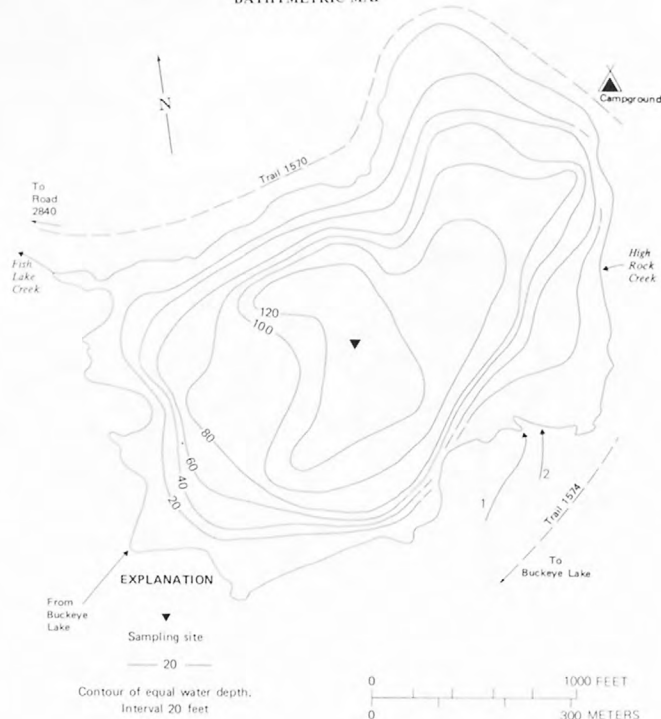 BATHYMETRIC MAP
N
Campground
Trail 1570
To
Road
2840
Fish
Lake
Creek
High
Rock
Creek
120
100
80
60
40
20
1
2
Trail 1574
To
Buckeye Lake
From
Buckeye
Lake
EXPLANATION
Sampling site
20
Contour of equal water depth.
Interval 20 feet
0 1000 FEET
0 300 METERS